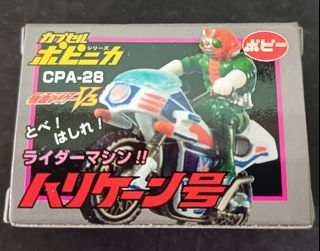 カプセル
ポピニカ
シリーズ
ポピー
CPA-28
仮面ライダーV3
とべ！
はしれ！
ライダーマシン!!
ハリケーン号